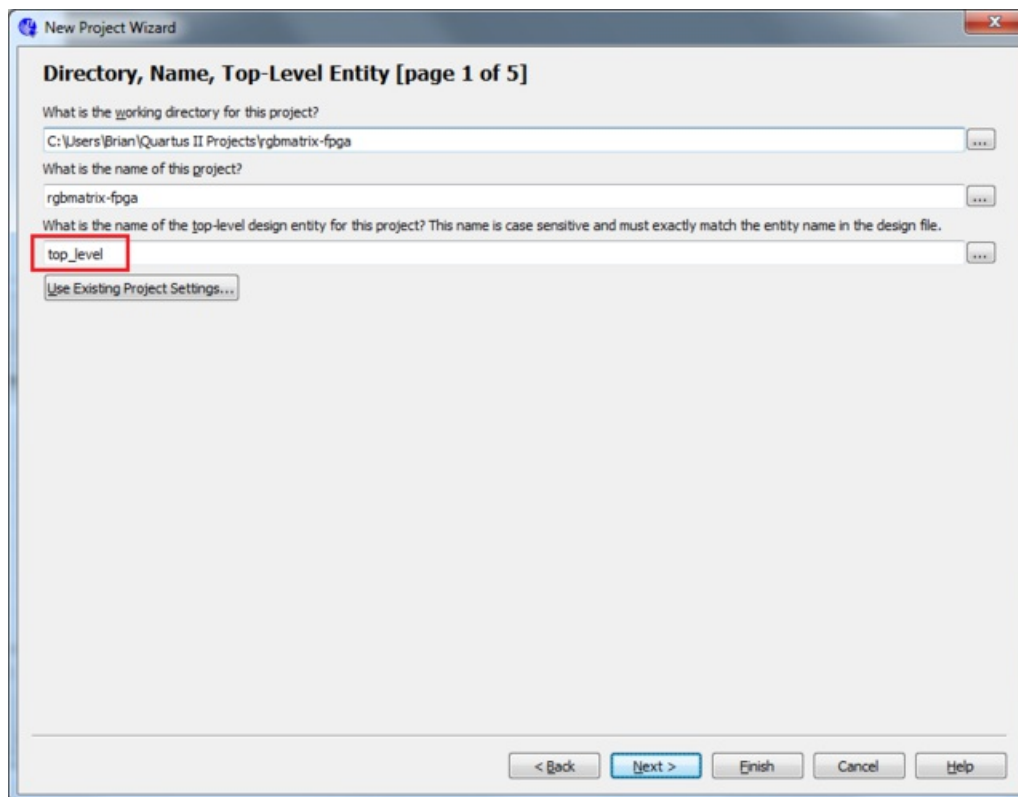 New Project Wizard
Directory, Name, Top-Level Entity [page 1 of 5]
What is the working directory for this project?
C:\Users\Brian\Quartus II Projects\rgbmatrix-fpga
...
What is the name of this project?
rgbmatrix-fpga
...
What is the name of the top-level design entity for this project? This name is case sensitive and must exactly match the entity name in the design file.
top_level
...
Use Existing Project Settings...
< Back Next > Finish Cancel Help